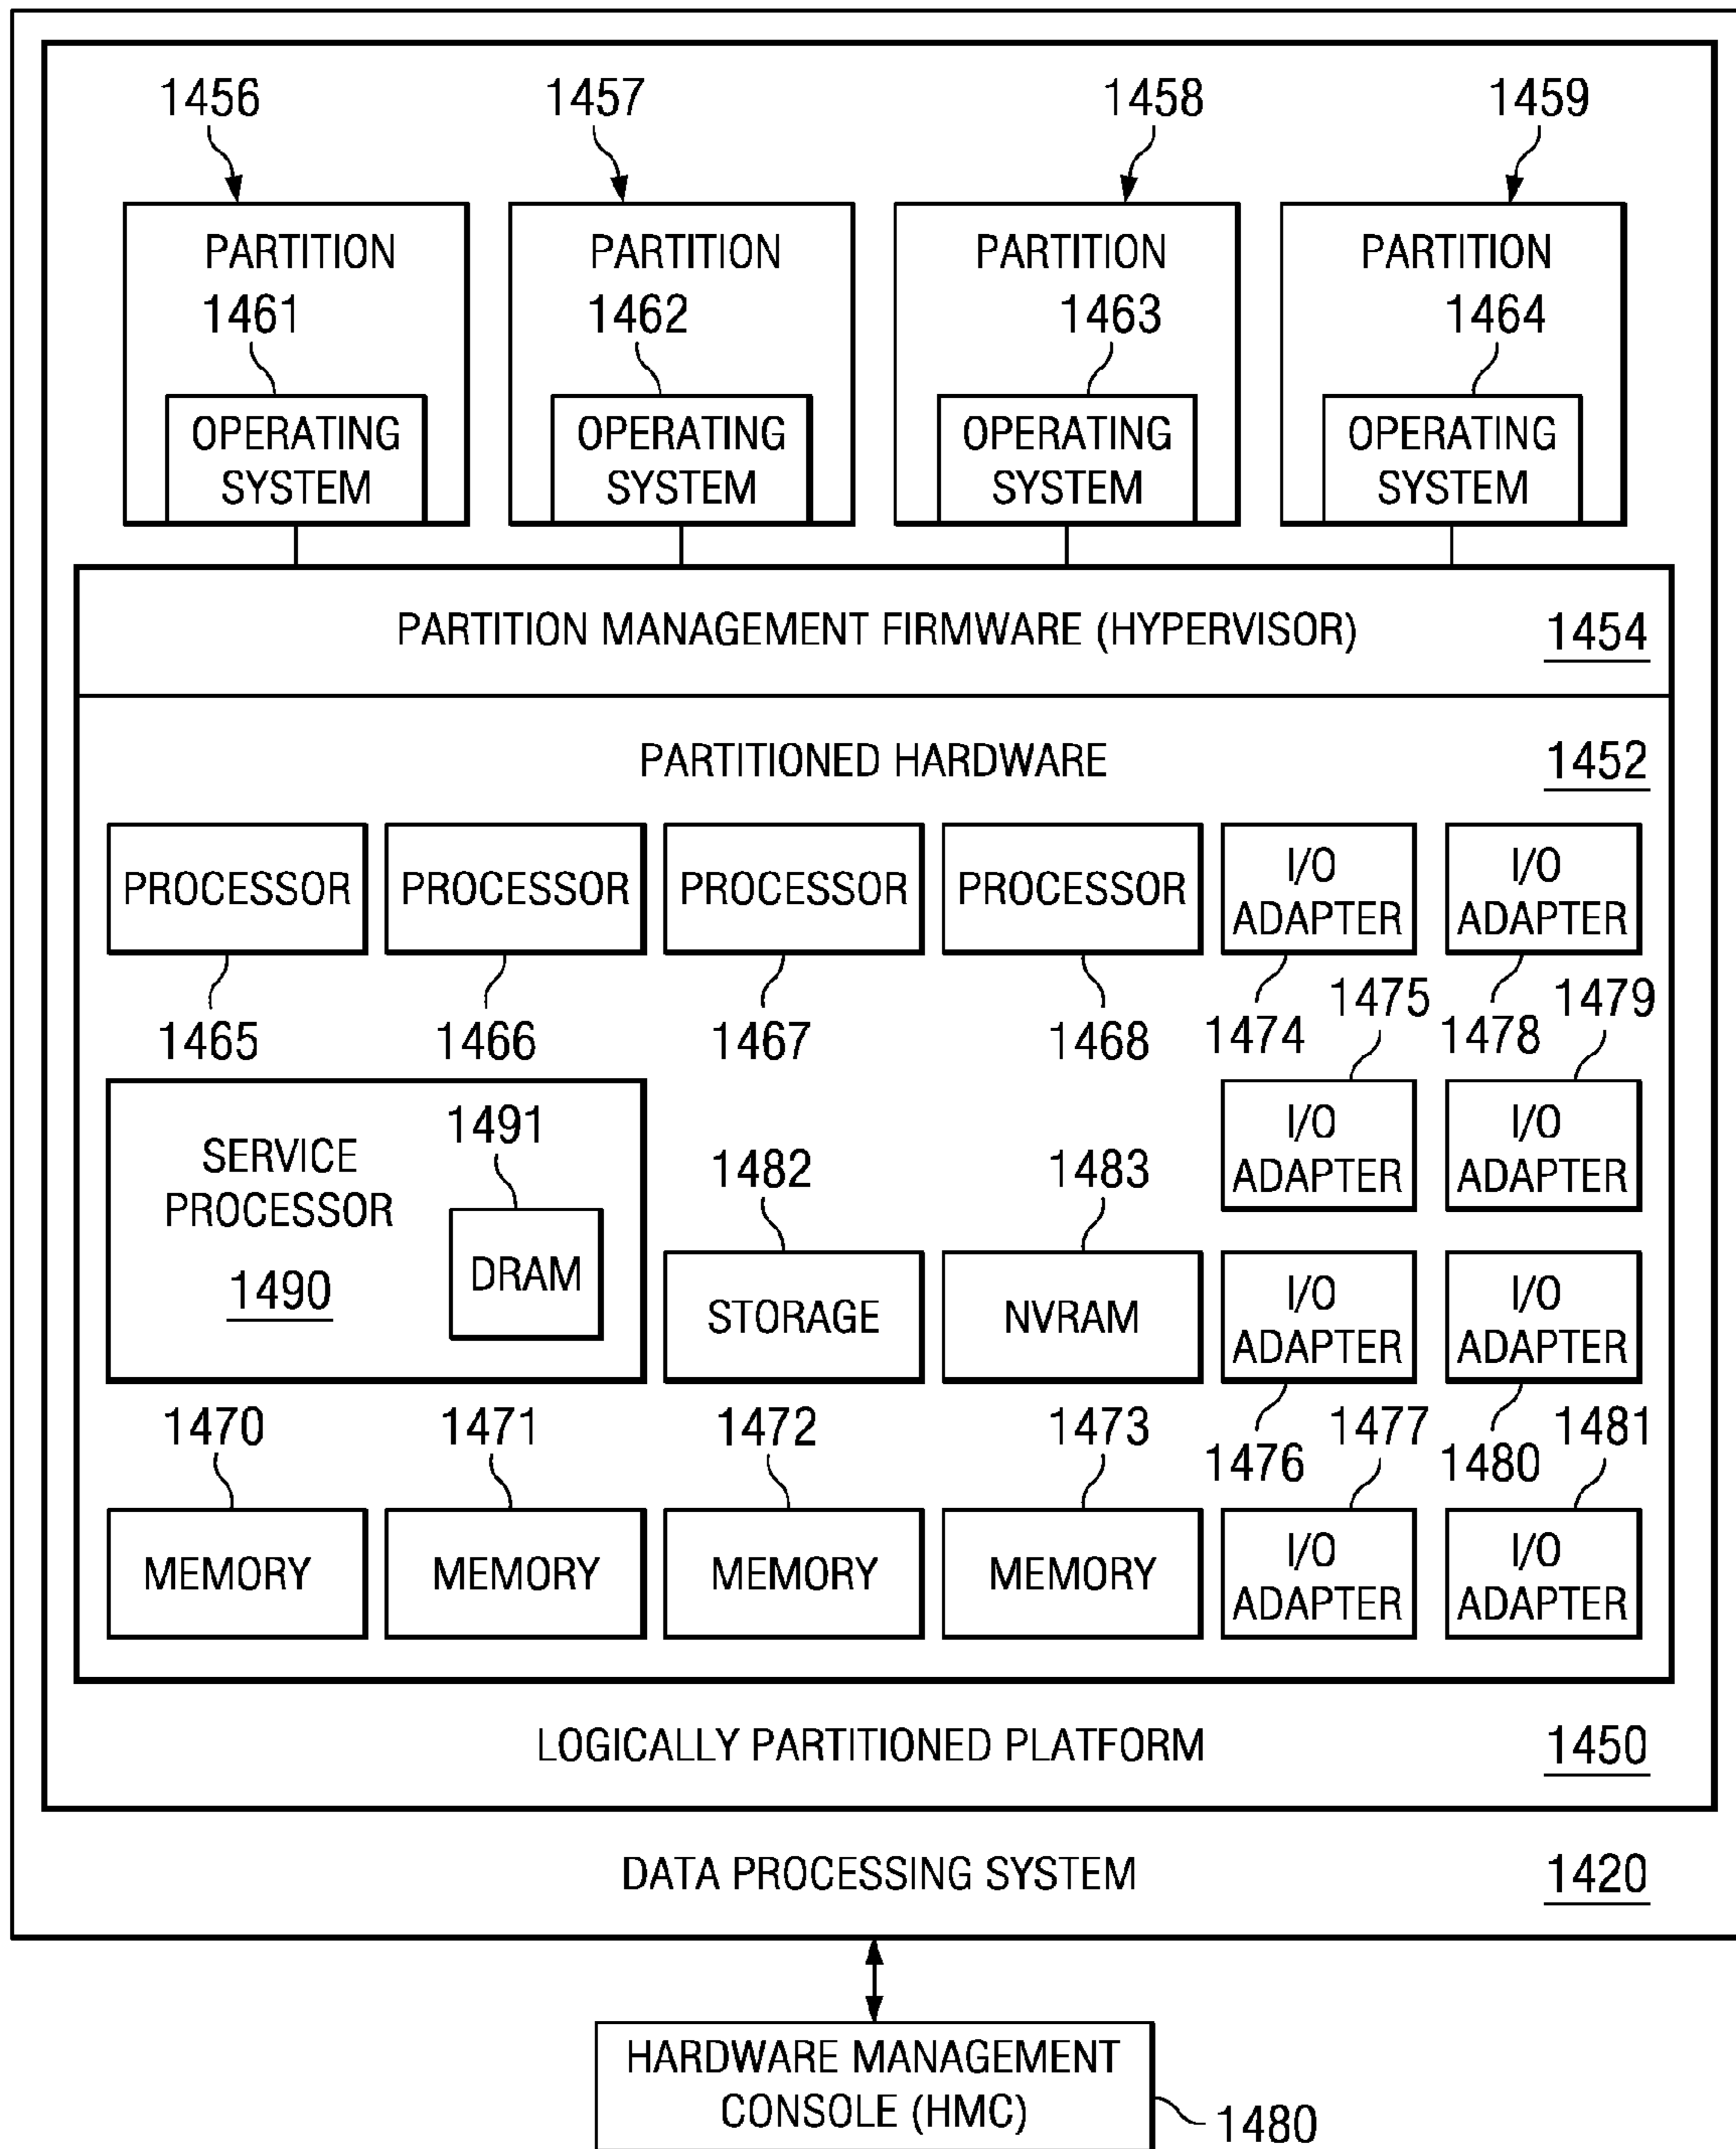 1456 1457 1458 1459
PARTITION PARTITION PARTITION PARTITION
1461 1462 1463 1464
OPERATING OPERATING OPERATING OPERATING
SYSTEM SYSTEM SYSTEM SYSTEM
PARTITION MANAGEMENT FIRMWARE (HYPERVISOR) 1454
PARTITIONED HARDWARE 1452
I/O I/O
PROCESSOR PROCESSOR PROCESSOR PROCESSOR
ADAPTER ADAPTER
1475 1479
1465 1466 1467 1468 1474 1478
1491
I/O I/O
SERVICE
1482 1483
ADAPTER ADAPTER
PROCESSOR
DRAM
1490
I/O I/O
STORAGE NVRAM
ADAPTER ADAPTER
1470 1471 1472 1473 1477 1481
1476 1480
I/O I/O
MEMORY MEMORY MEMORY MEMORY
ADAPTER ADAPTER
LOGICALLY PARTITIONED PLATFORM 1450
DATA PROCESSING SYSTEM 1420
HARDWARE MANAGEMENT
CONSOLE (HMC)
1480